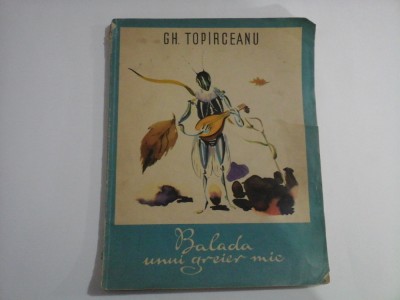 GH. TOPIRCEANU
Balada
unui greier mic